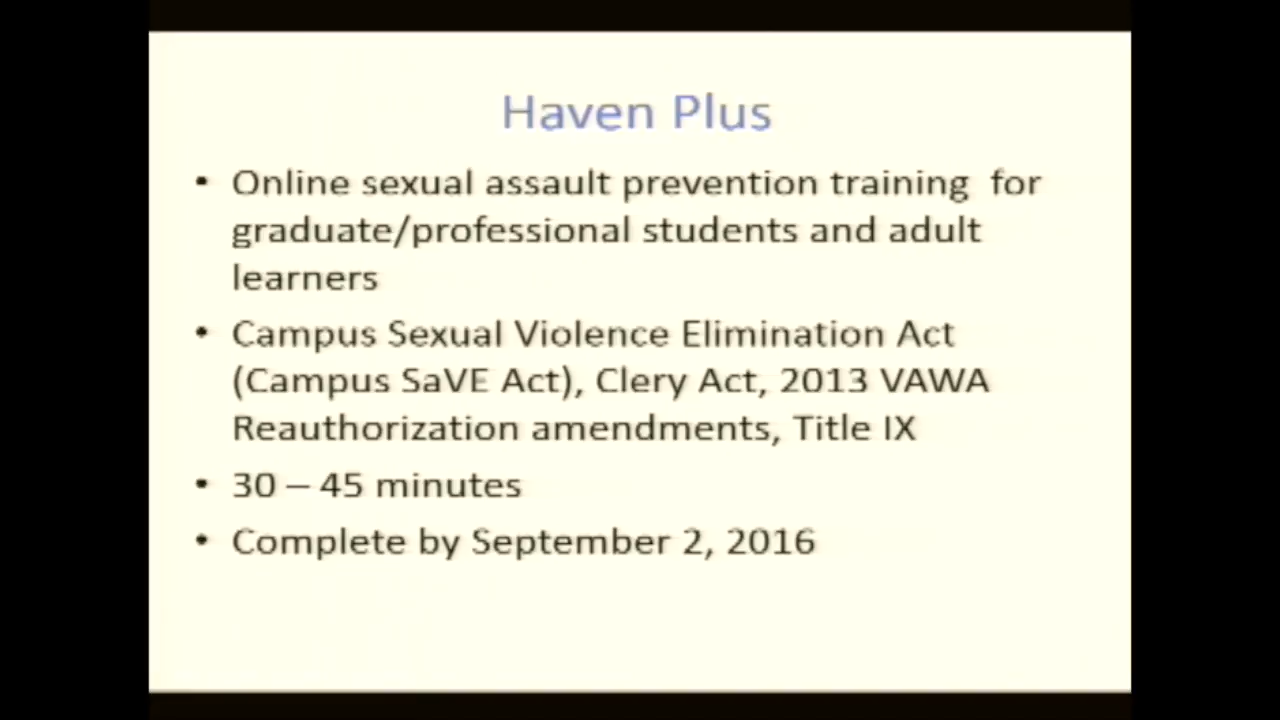 Haven Plus
• Online sexual assault prevention training for
graduate/professional students and adult
learners
• Campus Sexual Violence Elimination Act
(Campus SaVE Act), Clery Act, 2013 VAWA
Reauthorization amendments, Title IX
• 30 – 45 minutes
• Complete by September 2, 2016